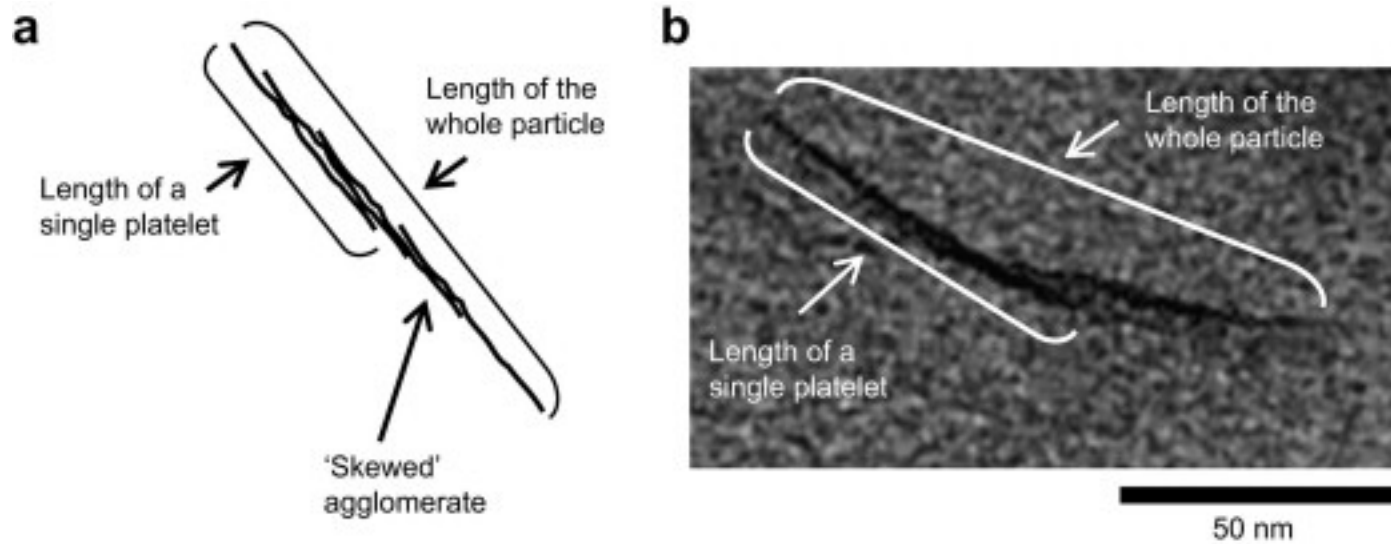 a
Length of the
whole particle
Length of a
single platelet
‘Skewed’
agglomerate
b
Length of the
whole particle
Length of a
single platelet
50 nm